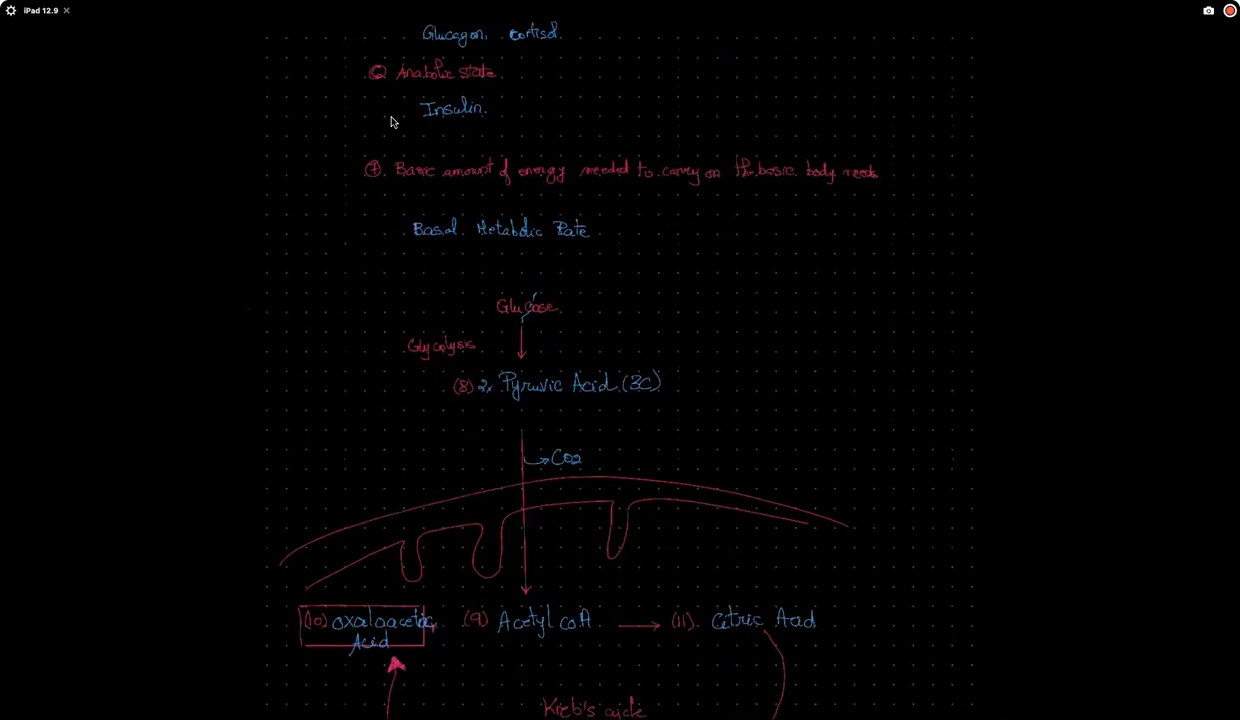 iPad 12.9
Glucagon, cortisol.
⑥ Anabolic state.
Insulin.
⑦. Basic amount of energy needed to carry on the basic body needs
Basal Metabolic Rate
Glucose
Glycolysis
(8) 2x Pyruvic Acid (3C)
CO2
(10) oxaloacetic Acid + (9) Acetyl coA → (11). Citric Acid
Kreb's cycle